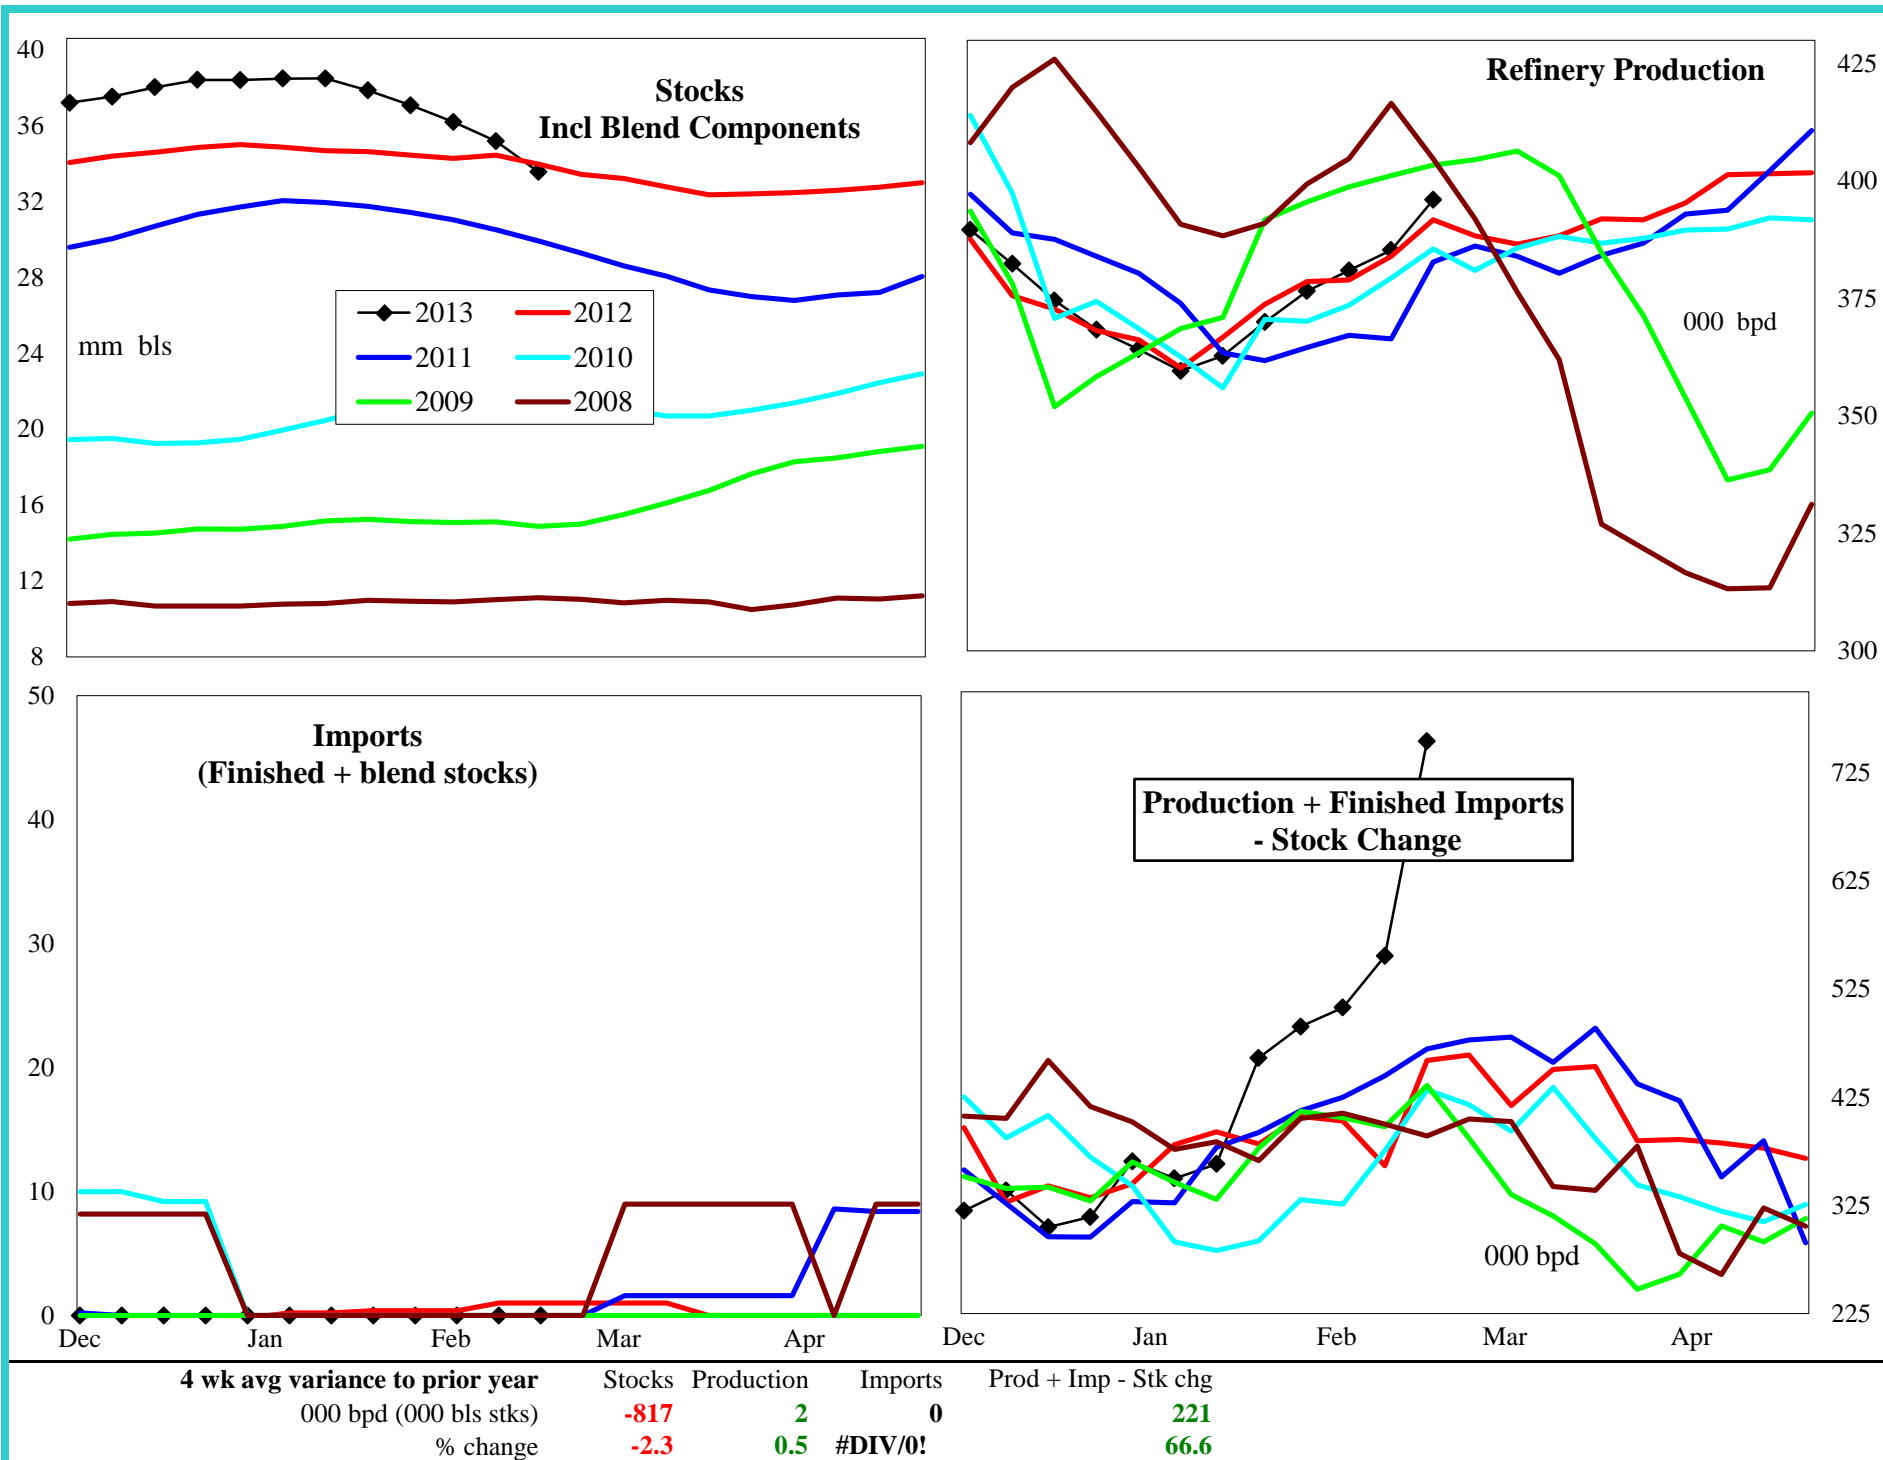 40
36
32
28
24
20
16
12
8
Stocks
Incl Blend Components
mm bls
2013 2012
2011 2010
2009 2008
Refinery Production
000 bpd
425
400
375
350
325
300
50
40
30
20
10
0
Imports
(Finished + blend stocks)
Dec Jan Feb Mar Apr
Production + Finished Imports
- Stock Change
000 bpd
725
625
525
425
325
225
Dec Jan Feb Mar Apr
4 wk avg variance to prior year Stocks Production Imports Prod + Imp - Stk chg
000 bpd (000 bls stks) -817 2 0 221
% change -2.3 0.5 #DIV/0! 66.6